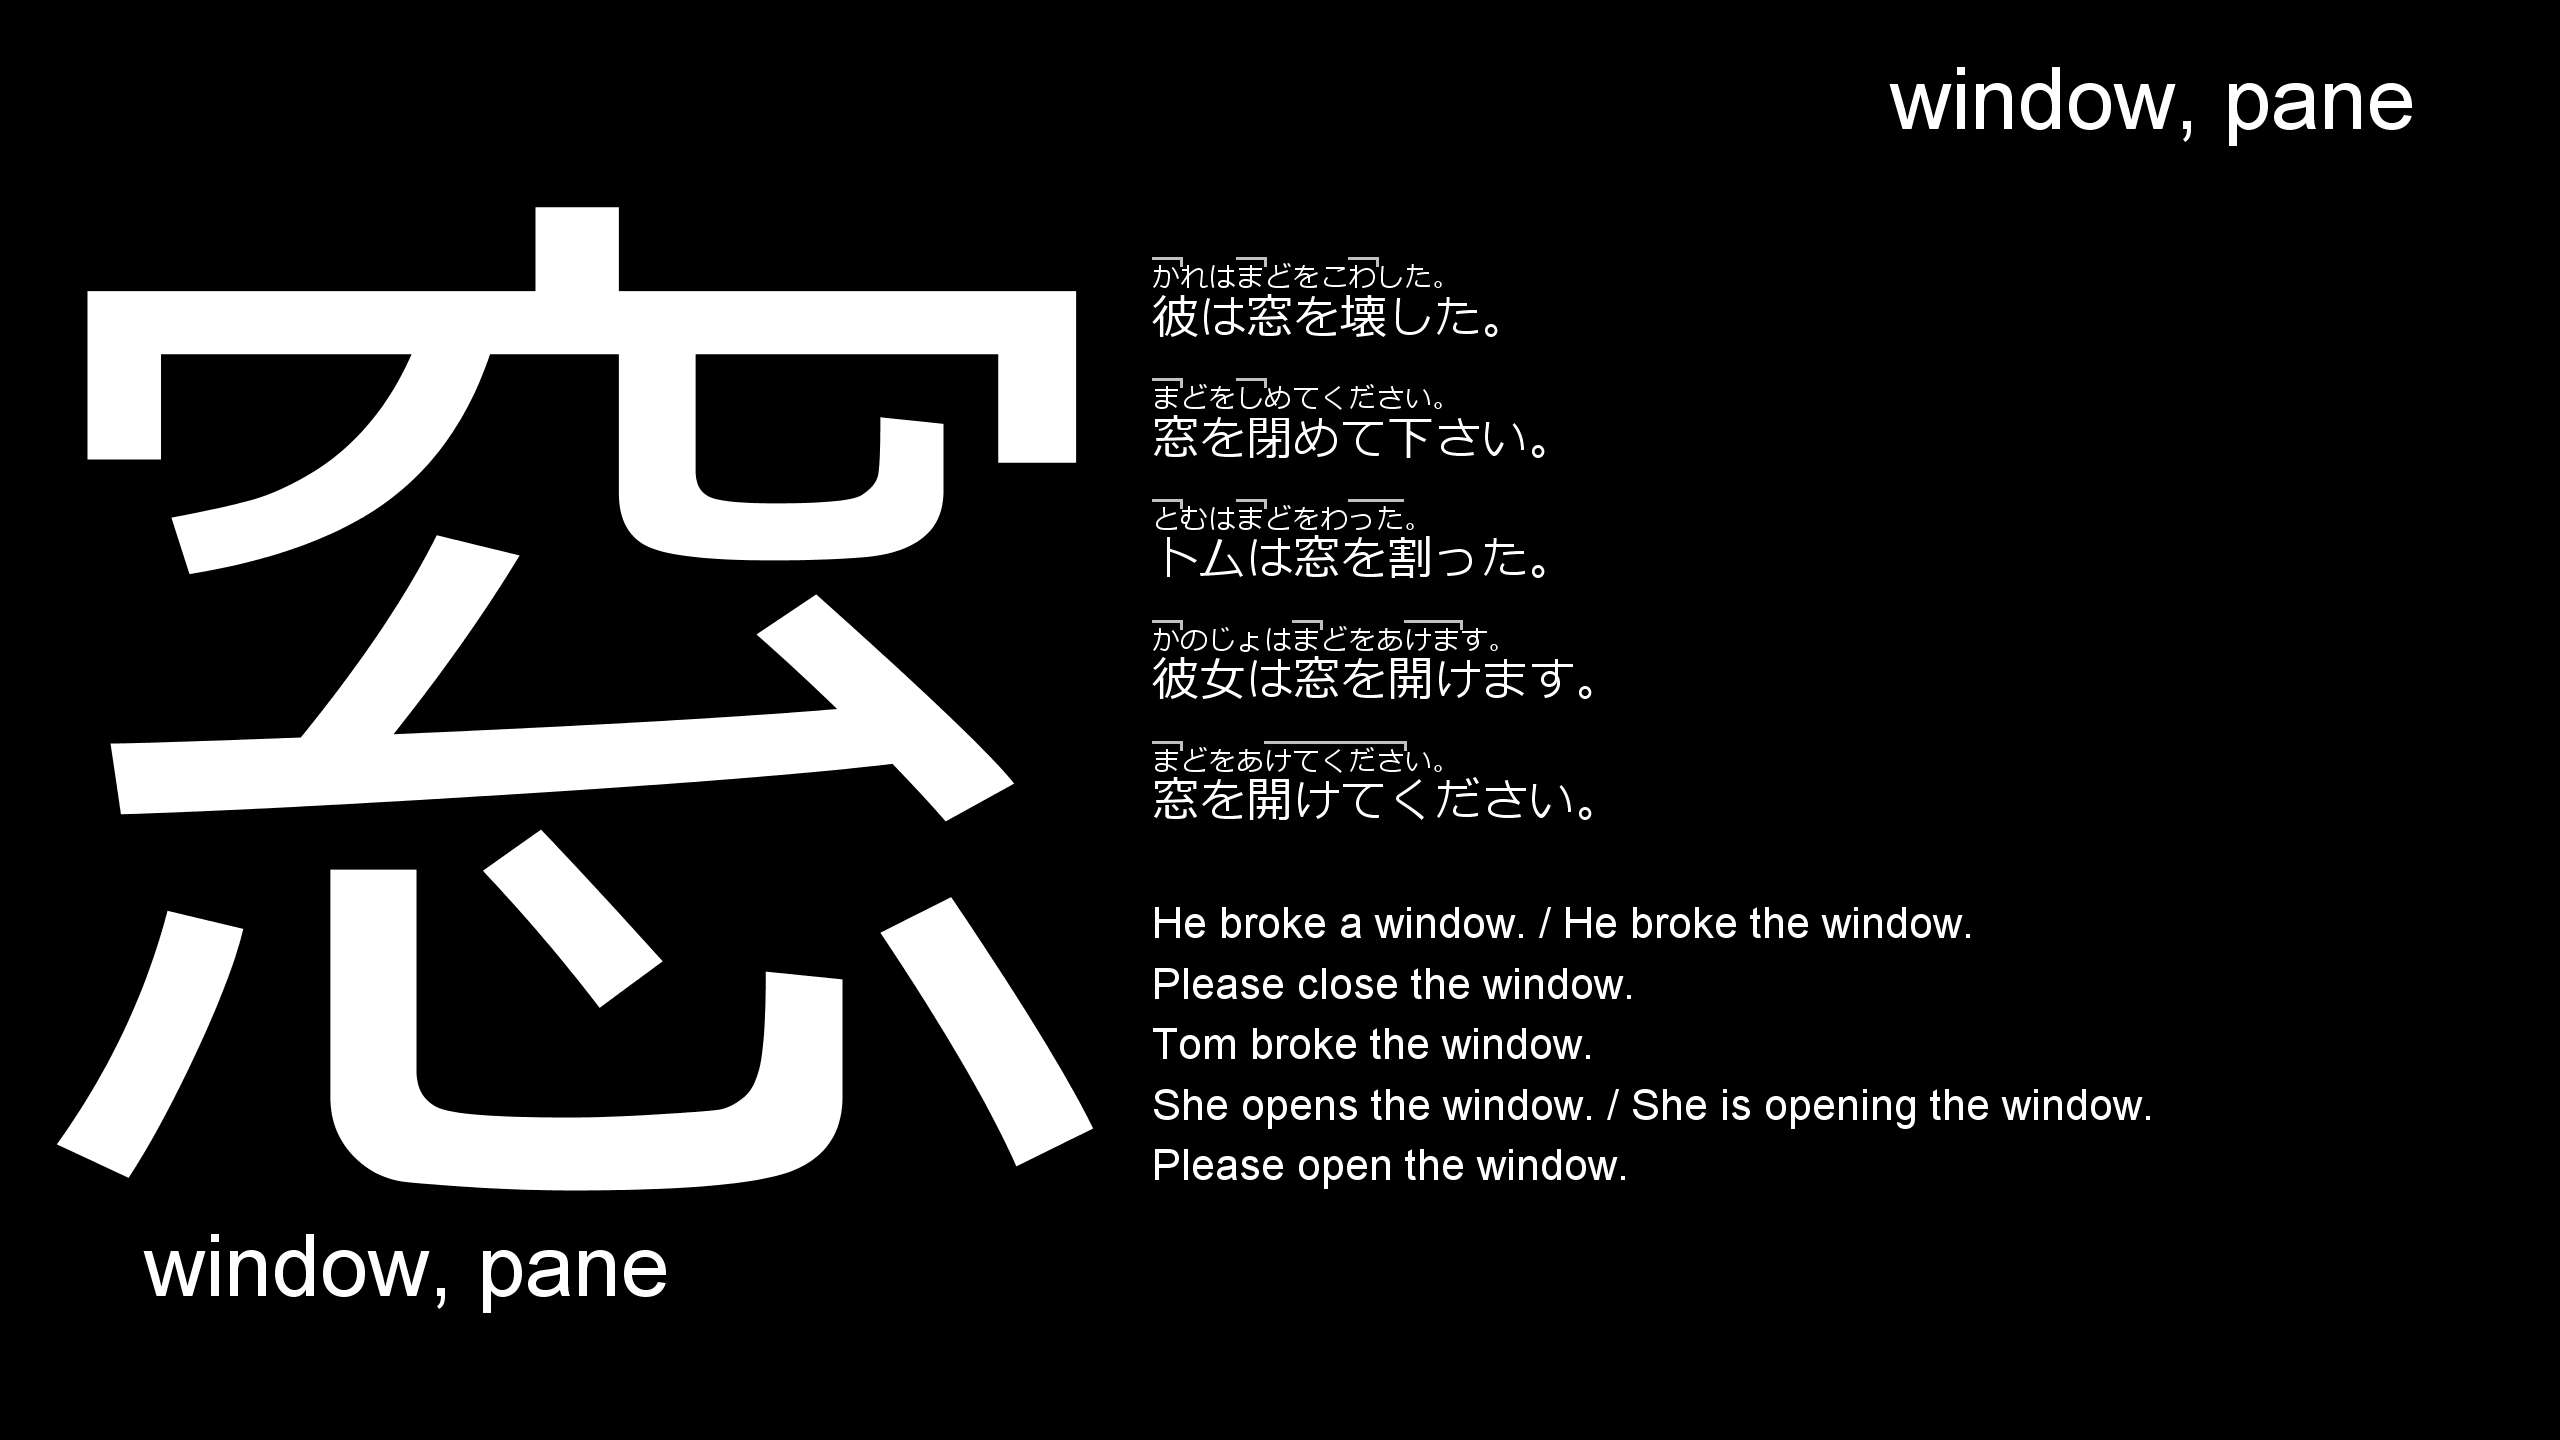 window, pane
窓
かれはまどをこわした。
彼は窓を壊した。
まどをしめてください。
窓を閉めて下さい。
とむはまどをわった。
トムは窓を割った。
かのじょはまどをあけます。
彼女は窓を開けます。
まどをあけてください。
窓を開けてください。
He broke a window. / He broke the window.
Please close the window.
Tom broke the window.
She opens the window. / She is opening the window.
Please open the window.
window, pane